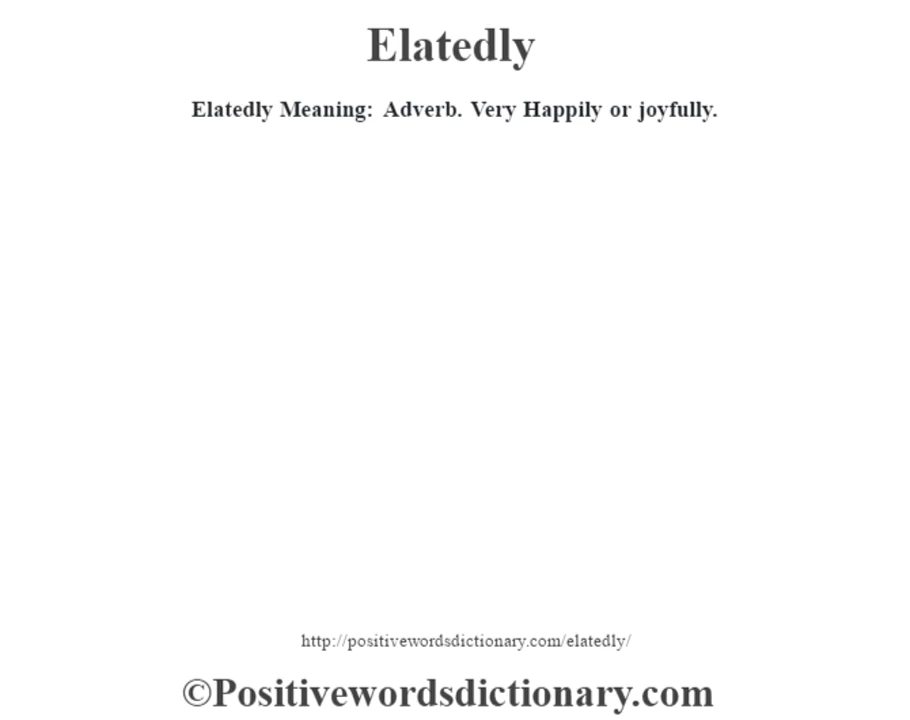 Elatedly
Elatedly Meaning: Adverb. Very Happily or joyfully.
http://positivewordsdictionary.com/elatedly/
©Positivewordsdictionary.com